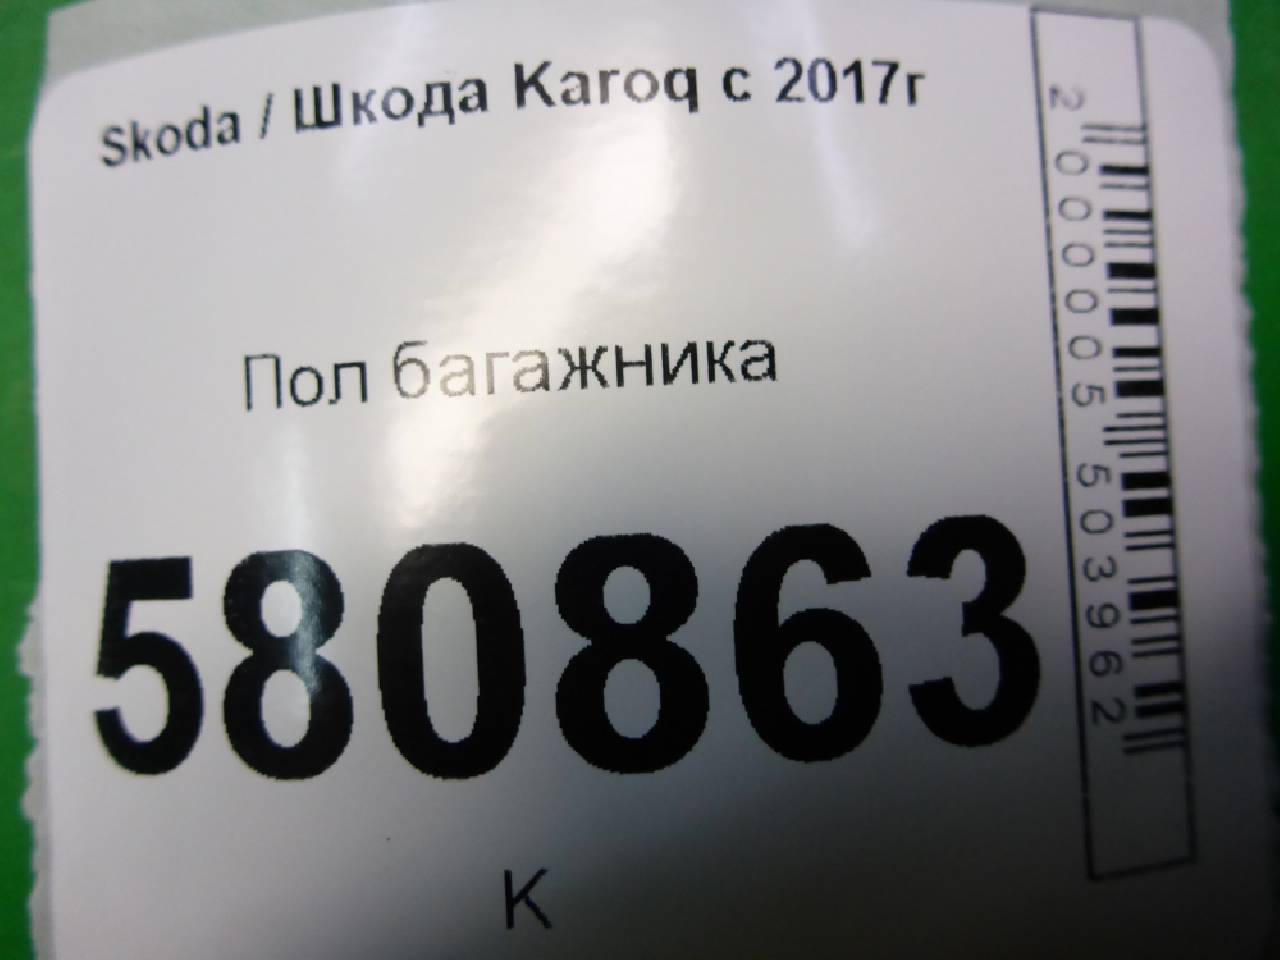 Skoda / Шкода Karoq с 2017г
Пол багажника
580863
К
2000005503962